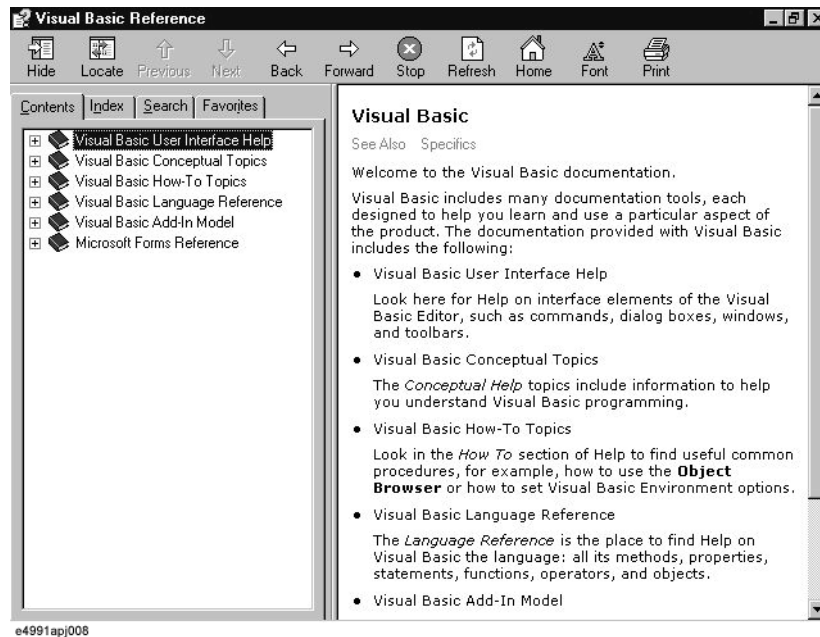 Visual Basic Reference
Hide Locate Previous Next Back Forward Stop Refresh Home Font Print
Contents Index Search Favorites
Visual Basic User Interface Help
Visual Basic Conceptual Topics
Visual Basic How-To Topics
Visual Basic Language Reference
Visual Basic Add-In Model
Microsoft Forms Reference
Visual Basic
See Also Specifics
Welcome to the Visual Basic documentation.
Visual Basic includes many documentation tools, each
designed to help you learn and use a particular aspect of
the product. The documentation provided with Visual Basic
includes the following:
• Visual Basic User Interface Help
Look here for Help on interface elements of the Visual
Basic Editor, such as commands, dialog boxes, windows,
and toolbars.
• Visual Basic Conceptual Topics
The Conceptual Help topics include information to help
you understand Visual Basic programming.
• Visual Basic How-To Topics
Look in the How To section of Help to find useful common
procedures, for example, how to use the Object
Browser or how to set Visual Basic Environment options.
• Visual Basic Language Reference
The Language Reference is the place to find Help on
Visual Basic the language: all its methods, properties,
statements, functions, operators, and objects.
• Visual Basic Add-In Model
e4991apj008